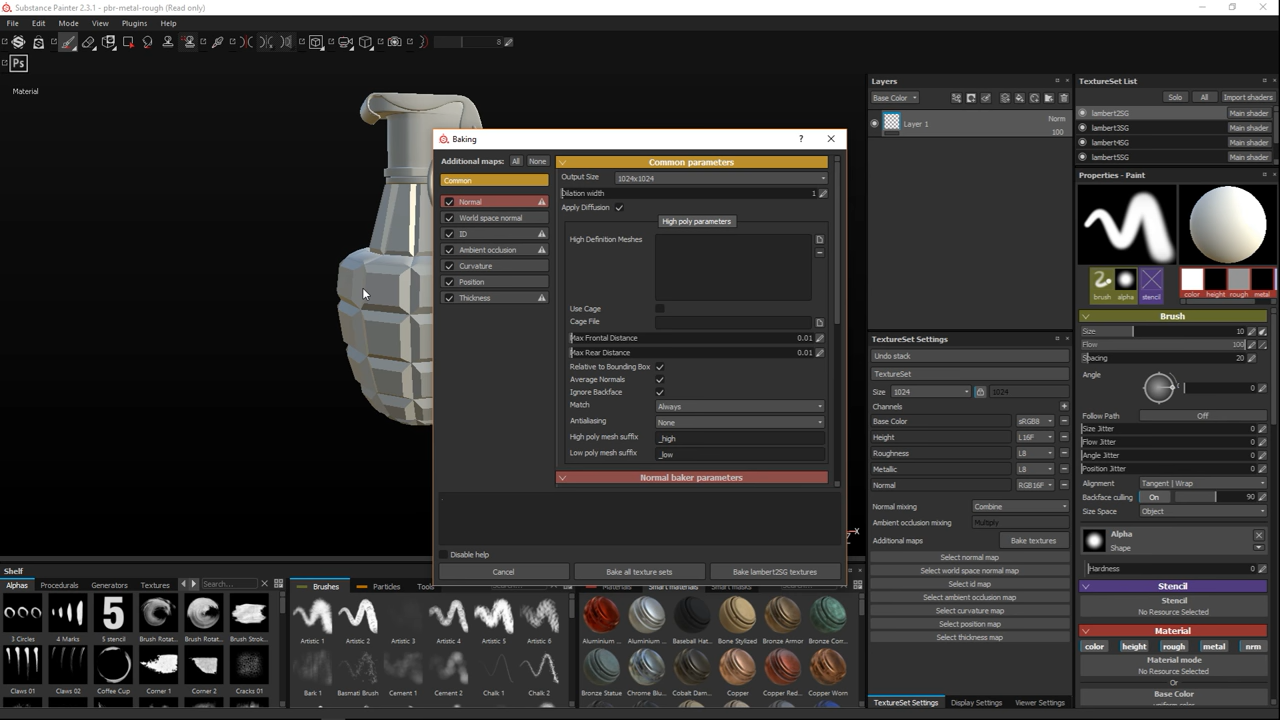 Substance Painter 2.3.1 - pbr-metal-rough (Read only)
File Edit Mode View Plugins Help
8
Ps
Material
Baking
?
Additional maps: All None
Common
Normal
World space normal
ID
Ambient occlusion
Curvature
Position
Thickness
Common parameters
Output Size 1024x1024
Dilation width 1
Apply Diffusion
High poly parameters
High Definition Meshes
Use Cage
Cage File
Max Frontal Distance 0.01
Max Rear Distance 0.01
Relative to Bounding Box
Average Normals
Ignore Backface
Match Always
Antialiasing None
High poly mesh suffix _high
Low poly mesh suffix _low
Normal baker parameters
Disable help
Cancel Bake all texture sets Bake lambert2SG textures
Layers
Base Color
Layer 1 Norm
100
TextureSet List
Solo All Import shaders
lambert2SG Main shader
lambert3SG Main shader
lambert4SG Main shader
lambert5SG Main shader
Properties - Paint
brush alpha stencil color height rough metal
Brush
Size 10
Flow 100
Spacing 20
Angle 0
Follow Path Off
Size Jitter 0
Flow Jitter 0
Angle Jitter 0
Position Jitter 0
Alignment Tangent | Wrap
Backface culling On 90
Size Space Object
Alpha
Shape
Hardness 0
Stencil
Stencil
No Resource Selected
Material
color height rough metal nrm
Material mode
No Resource Selected
Or
Base Color
TextureSet Settings
Undo stack
TextureSet
Size 1024 1024
Channels
Base Color sRGB8
Height L16F
Roughness L8
Metallic L8
Normal RGB16F
Normal mixing Combine
Ambient occlusion mixing Multiply
Additional maps Bake textures
Select normal map
Select world space normal map
Select id map
Select ambient occlusion map
Select curvature map
Select position map
Select thickness map
TextureSet Settings Display Settings Viewer Settings
Shelf
Alphas Procedurals Generators Textures Search...
3 Circles 4 Marks 5 stencil Brush Rotat... Brush Rotat... Brush Strok...
Claws 01 Claws 02 Coffee Cup Corner 1 Corner 2 Cracks 01
Brushes Particles Tools
Artistic 1 Artistic 2 Artistic 3 Artistic 4 Artistic 5 Artistic 6
Bark 1 Basmati Brush Cement 1 Cement 2 Chalk 1 Chalk 2
Materials Smart materials Smart masks
Aluminium ... Aluminium ... Baseball Hat... Bone Stylized Bronze Armor Bronze Corr...
Bronze Statue Chrome Blu... Cobalt Dam... Copper Copper Red... Copper Worn